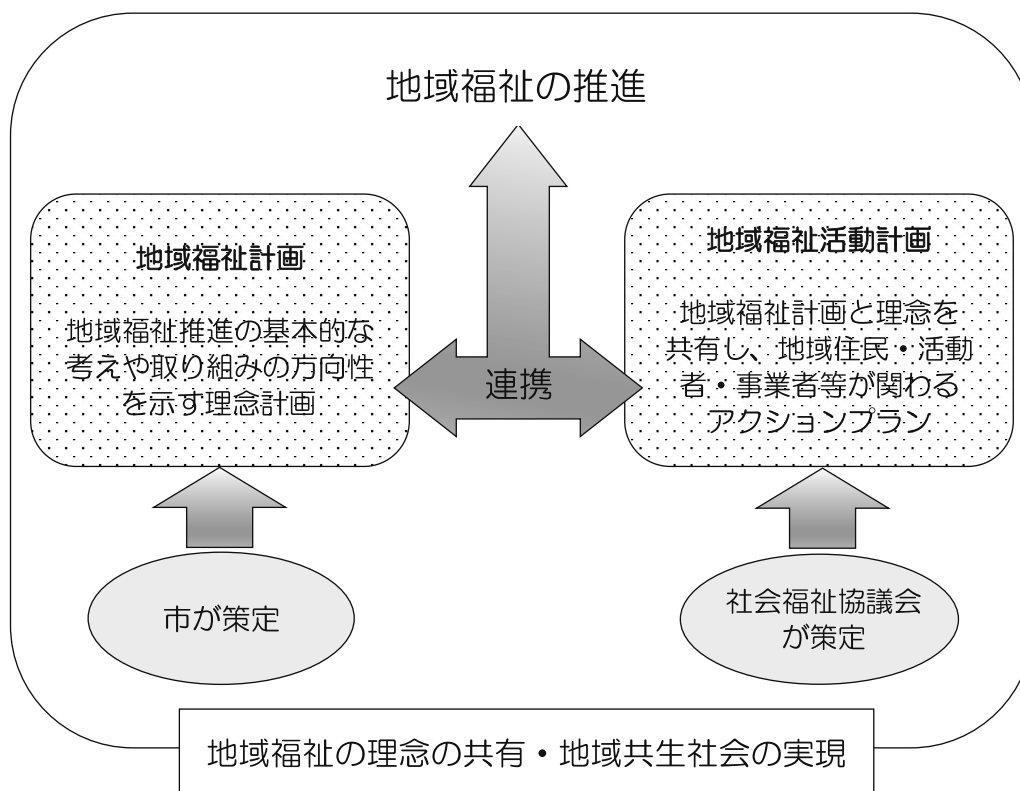 地域福祉の推進
地域福祉計画
地域福祉推進の基本的な
考えや取り組みの方向性
を示す理念計画
連携
地域福祉活動計画
地域福祉計画と理念を
共有し、地域住民・活動
者・事業者等が関わる
アクションプラン
市が策定
社会福祉協議会
が策定
地域福祉の理念の共有・地域共生社会の実現